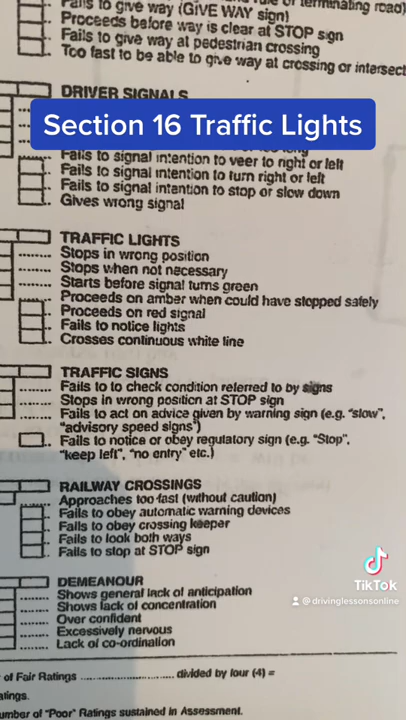 Fails to give way (GIVE WAY sign)
terminating road)
Proceeds before way is clear at STOP sign
Fails to give way at pedestrian crossing
Too fast to be able to give way at crossing or intersect
DRIVER SIGNALS
Section 16 Traffic Lights
Fails to signal intention to veer to right or left
Fails to signal intention to turn right or left
Fails to signal intention to stop or slow down
Gives wrong signal
TRAFFIC LIGHTS
Stops in wrong position
Stops when not necessary
Starts before signal turns green
Proceeds on amber when could have stopped safely
Proceeds on red signal
Fails to notice lights
Crosses continuous white line
TRAFFIC SIGNS
Fails to to check condition referred to by signs
Stops in wrong position at STOP sign
Fails to act on advice given by warning sign (e.g. "slow",
"advisory speed signs")
Fails to notice or obey regulatory sign (e.g. "Stop",
"keep left", "no entry" etc.)
RAILWAY CROSSINGS
Approaches too fast (without caution)
Fails to obey automatic warning devices
Fails to obey crossing keeper
Fails to look both ways
Fails to stop at STOP sign
TikTok
@drivinglessonsonline
DEMEANOUR
Shows general lack of anticipation
Shows lack of concentration
Over confident
Excessively nervous
Lack of co-ordination
of Fair Ratings .................... divided by four (4) =
atings.
umber of "Poor" Ratings sustained in Assessment.